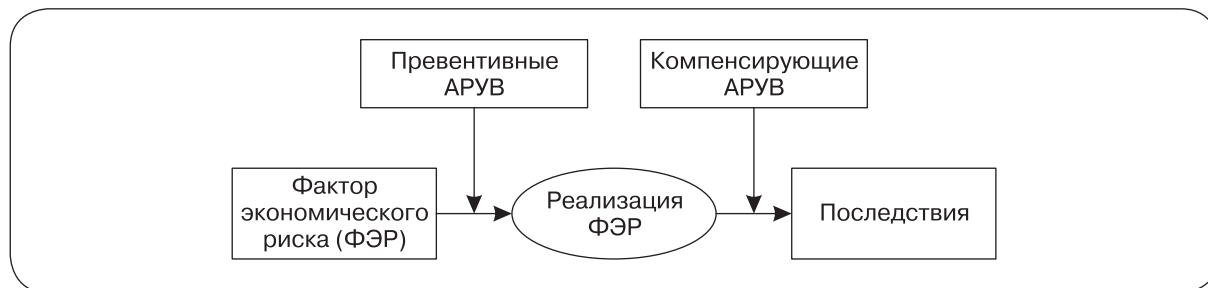 Превентивные
АРУВ
Компенсирующие
АРУВ
Фактор
экономического
риска (ФЭР)
Реализация
ФЭР
Последствия